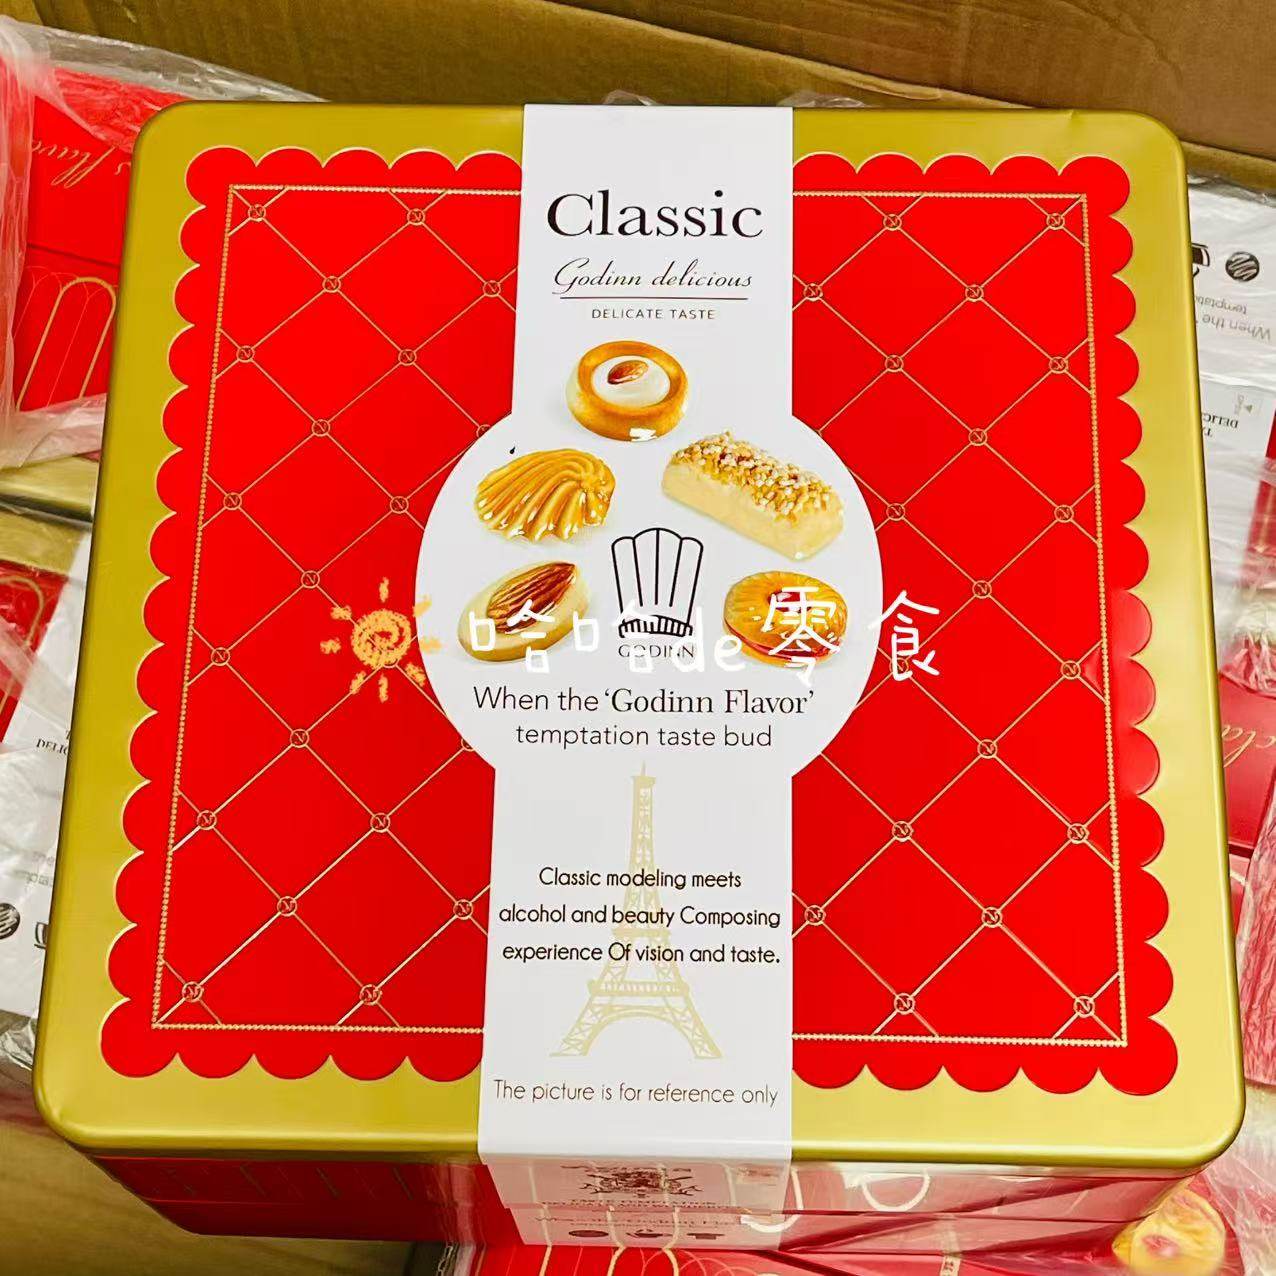 Classic
Godinn delicious
DELICATE TASTE
GODINN
哈哈de零食
When the ‘Godinn Flavor’
temptation taste bud
Classic modeling meets
alcohol and beauty Composing
experience Of vision and taste.
The picture is for reference only